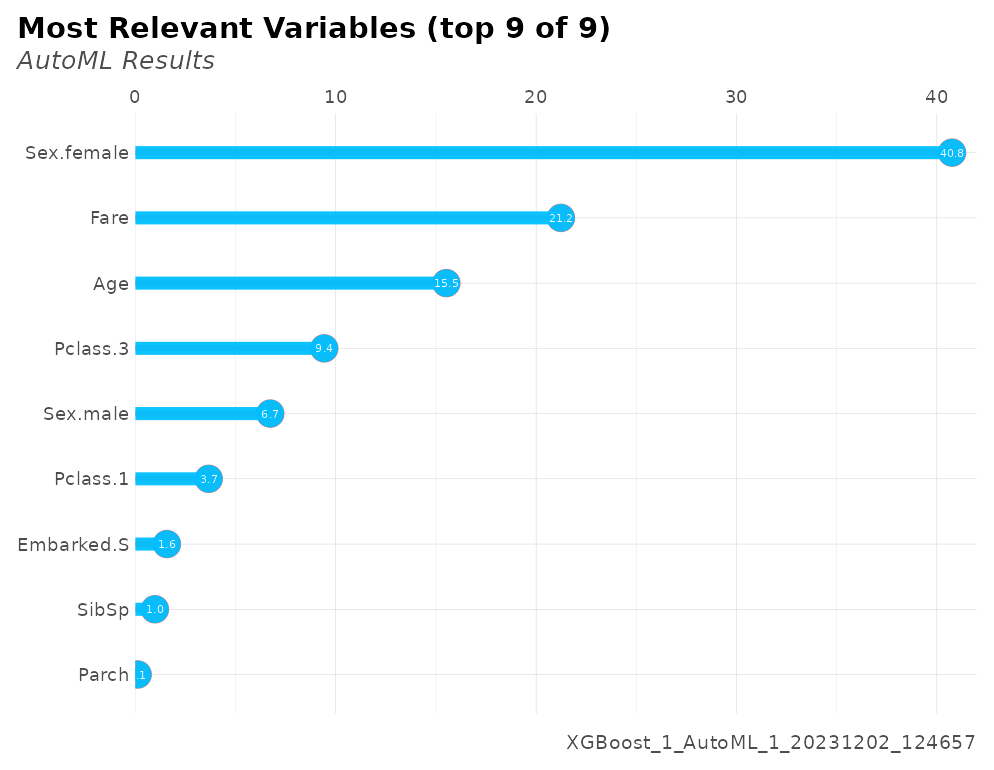 Most Relevant Variables (top 9 of 9)
AutoML Results
0 10 20 30 40
Sex.female 40.8
Fare 21.2
Age 15.5
Pclass.3 9.4
Sex.male 6.7
Pclass.1 3.7
Embarked.S 1.6
SibSp 1.0
Parch .1
XGBoost_1_AutoML_1_20231202_124657